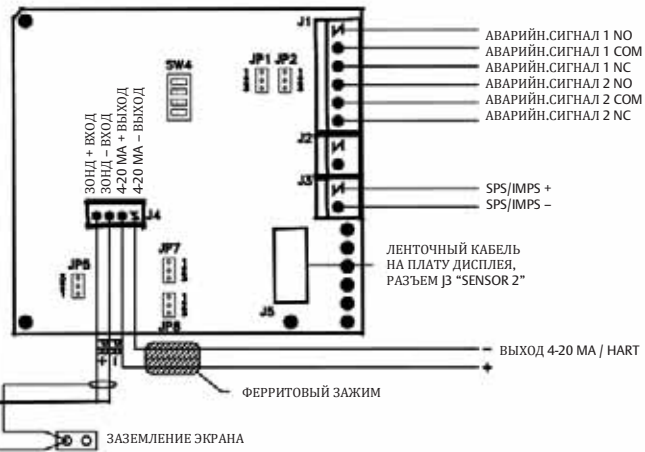 J1
АВАРИЙН.СИГНАЛ 1 NO
АВАРИЙН.СИГНАЛ 1 COM
АВАРИЙН.СИГНАЛ 1 NC
АВАРИЙН.СИГНАЛ 2 NO
АВАРИЙН.СИГНАЛ 2 COM
АВАРИЙН.СИГНАЛ 2 NC
SW4
JP1
JP2
J2
J3
SPS/IMPS +
SPS/IMPS –
ЗОНД + ВХОД
ЗОНД – ВХОД
4-20 МА + ВЫХОД
4-20 МА – ВЫХОД
J4
JP5
JP7
JP8
J5
ЛЕНТОЧНЫЙ КАБЕЛЬ
НА ПЛАТУ ДИСПЛЕЯ,
РАЗЪЕМ J3 “SENSOR 2”
+ –
– ВЫХОД 4-20 МА / HART
+
ФЕРРИТОВЫЙ ЗАЖИМ
ЗАЗЕМЛЕНИЕ ЭКРАНА